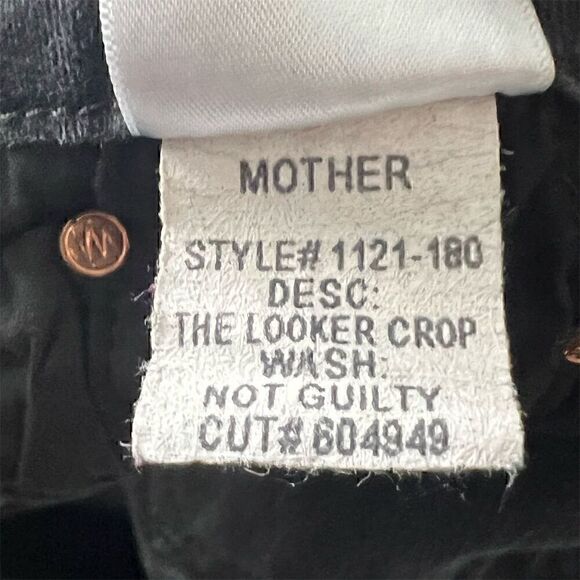 MOTHER
STYLE# 1121-180
DESC:
THE LOOKER CROP
WASH:
NOT GUILTY
CUT# 604949